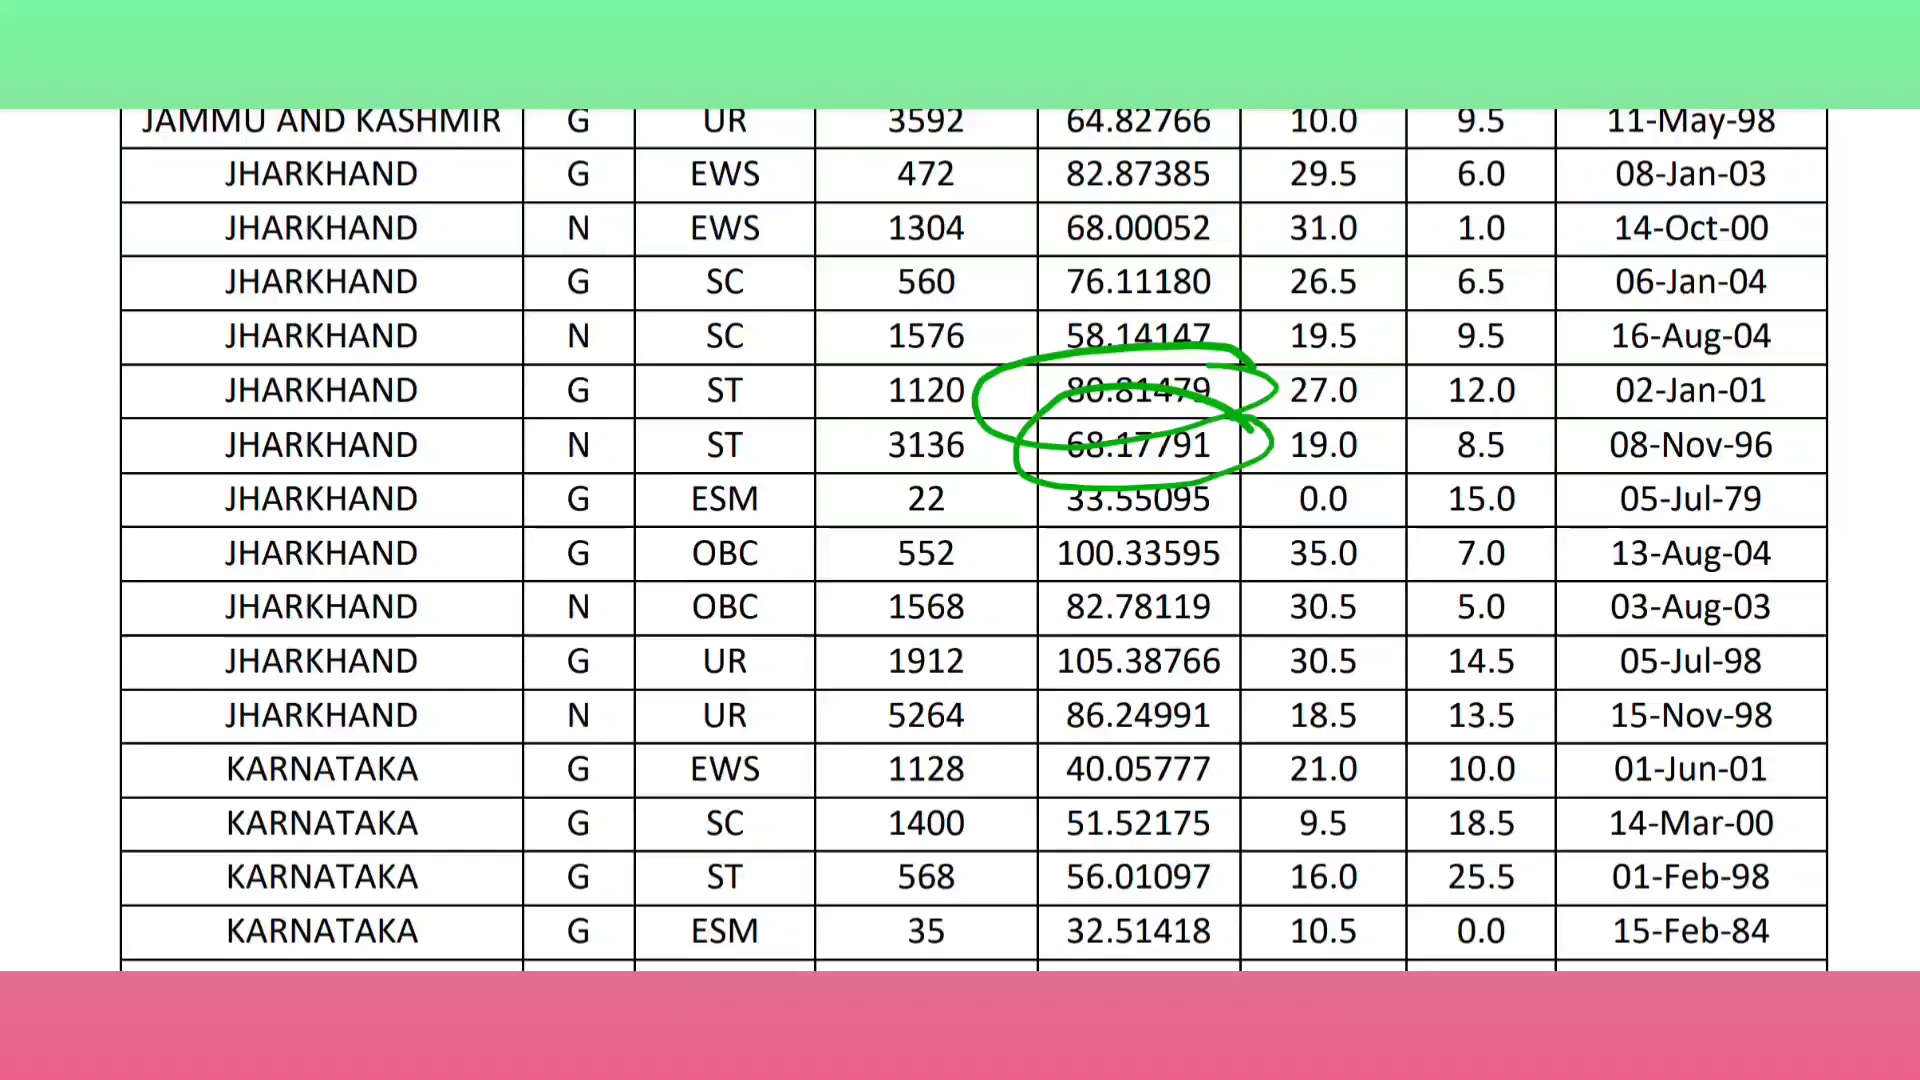 JAMMU AND KASHMIR G UR 3592 64.82766 10.0 9.5 11-May-98
JHARKHAND G EWS 472 82.87385 29.5 6.0 08-Jan-03
JHARKHAND N EWS 1304 68.00052 31.0 1.0 14-Oct-00
JHARKHAND G SC 560 76.11180 26.5 6.5 06-Jan-04
JHARKHAND N SC 1576 58.14147 19.5 9.5 16-Aug-04
JHARKHAND G ST 1120 80.81479 27.0 12.0 02-Jan-01
JHARKHAND N ST 3136 68.17791 19.0 8.5 08-Nov-96
JHARKHAND G ESM 22 33.55095 0.0 15.0 05-Jul-79
JHARKHAND G OBC 552 100.33595 35.0 7.0 13-Aug-04
JHARKHAND N OBC 1568 82.78119 30.5 5.0 03-Aug-03
JHARKHAND G UR 1912 105.38766 30.5 14.5 05-Jul-98
JHARKHAND N UR 5264 86.24991 18.5 13.5 15-Nov-98
KARNATAKA G EWS 1128 40.05777 21.0 10.0 01-Jun-01
KARNATAKA G SC 1400 51.52175 9.5 18.5 14-Mar-00
KARNATAKA G ST 568 56.01097 16.0 25.5 01-Feb-98
KARNATAKA G ESM 35 32.51418 10.5 0.0 15-Feb-84